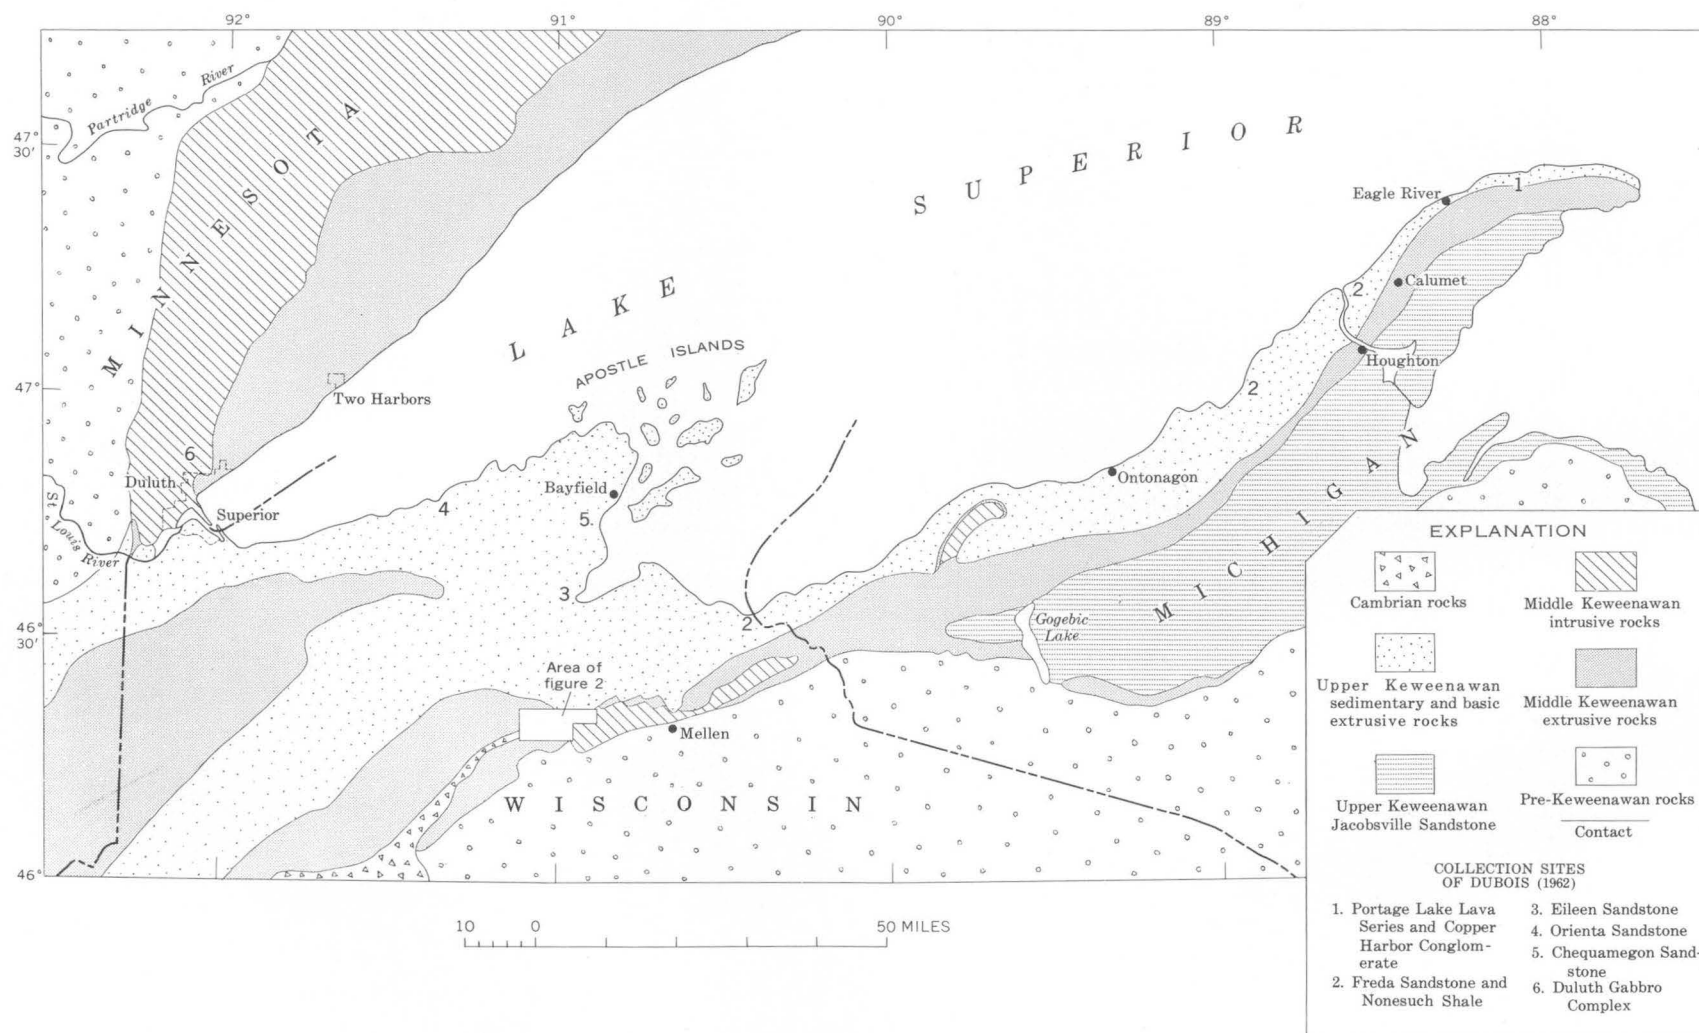 92°
91°
90°
89°
88°
47°
30'
47°
46°
30'
46°
Partridge River
MINNESOTA
LAKE SUPERIOR
Eagle River
1
2
Calumet
Houghton
2
APOSTLE ISLANDS
Two Harbors
6
Duluth
Superior
St Louis River
4
Bayfield
5
3
2
Ontonagon
MICHIGAN
Gogebic
Lake
Area of
figure 2
Mellen
WISCONSIN
10 0 50 MILES
EXPLANATION
Cambrian rocks
Upper Keweenawan
sedimentary and basic
extrusive rocks
Upper Keweenawan
Jacobsville Sandstone
Middle Keweenawan
intrusive rocks
Middle Keweenawan
extrusive rocks
Pre-Keweenawan rocks
Contact
COLLECTION SITES
OF DUBOIS (1962)
1. Portage Lake Lava
Series and Copper
Harbor Conglom-
erate
2. Freda Sandstone and
Nonesuch Shale
3. Eileen Sandstone
4. Orienta Sandstone
5. Chequamegon Sand-
stone
6. Duluth Gabbro
Complex